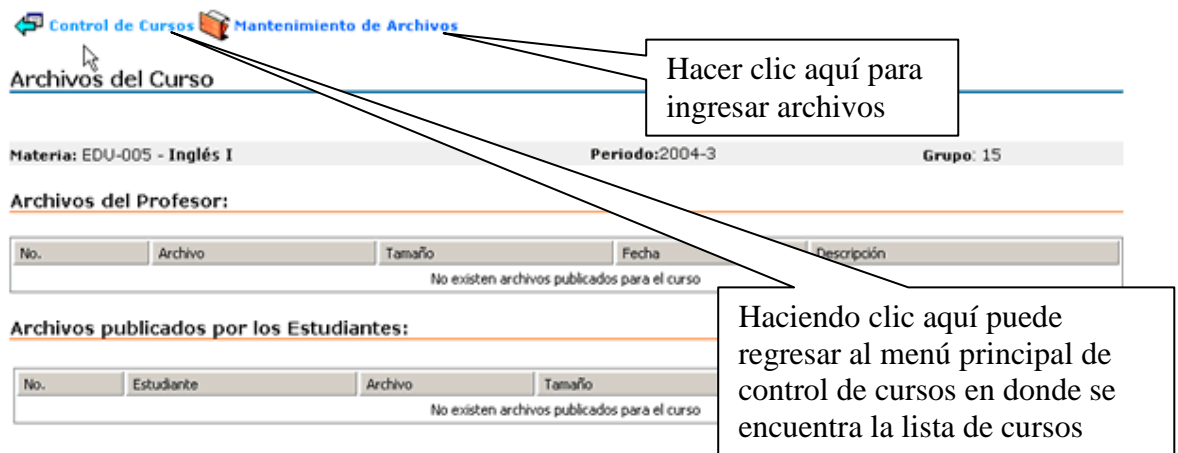 Control de Cursos Mantenimiento de Archivos
Hacer clic aquí para
ingresar archivos
Archivos del Curso
Materia: EDU-005 - Inglés I Periodo:2004-3 Grupo: 15
Archivos del Profesor:
No. Archivo Tamaño Fecha Descripción
No existen archivos publicados para el curso
Archivos publicados por los Estudiantes:
No. Estudiante Archivo Tamaño
No existen archivos publicados para el curso
Haciendo clic aquí puede
regresar al menú principal de
control de cursos en donde se
encuentra la lista de cursos